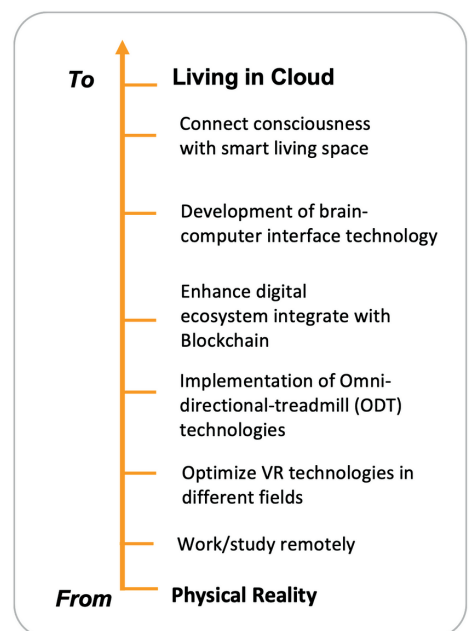 To
Living in Cloud
Connect consciousness
with smart living space
Development of brain-
computer interface technology
Enhance digital
ecosystem integrate with
Blockchain
Implementation of Omni-
directional-treadmill (ODT)
technologies
Optimize VR technologies in
different fields
Work/study remotely
From
Physical Reality